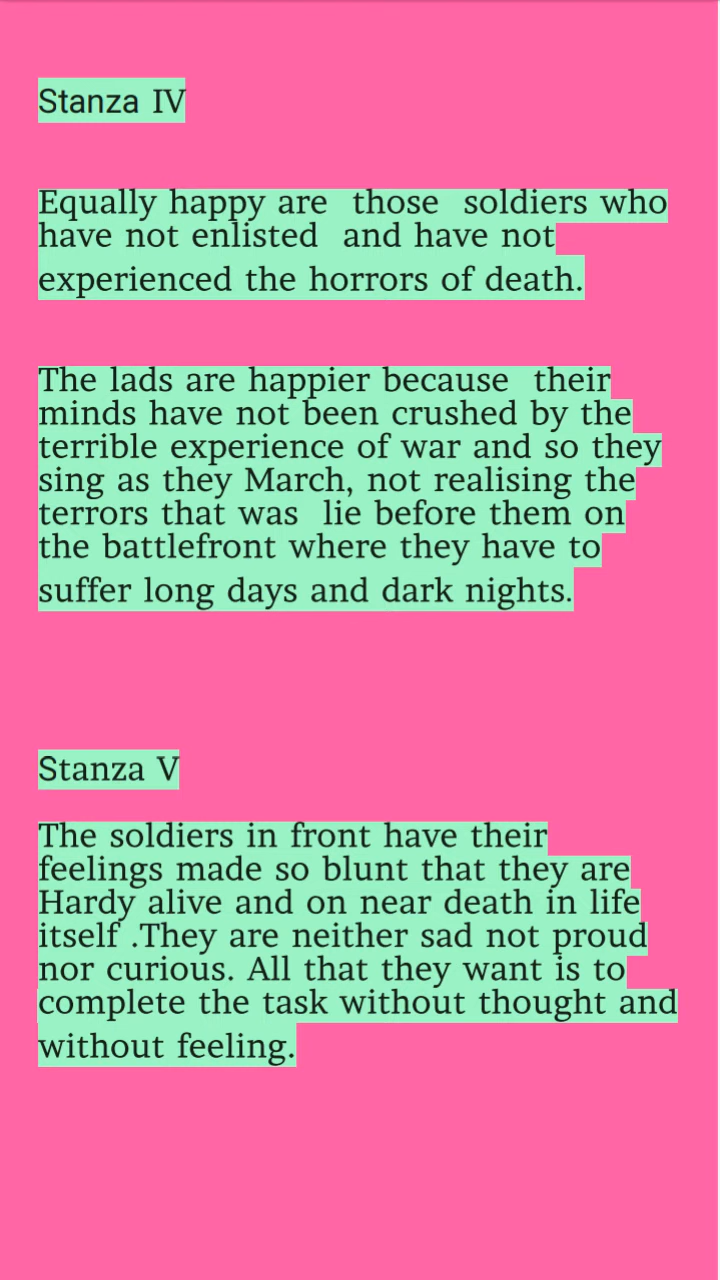 Stanza IV
Equally happy are those soldiers who
have not enlisted and have not
experienced the horrors of death.
The lads are happier because their
minds have not been crushed by the
terrible experience of war and so they
sing as they March, not realising the
terrors that was lie before them on
the battlefront where they have to
suffer long days and dark nights.
Stanza V
The soldiers in front have their
feelings made so blunt that they are
Hardy alive and on near death in life
itself .They are neither sad not proud
nor curious. All that they want is to
complete the task without thought and
without feeling.